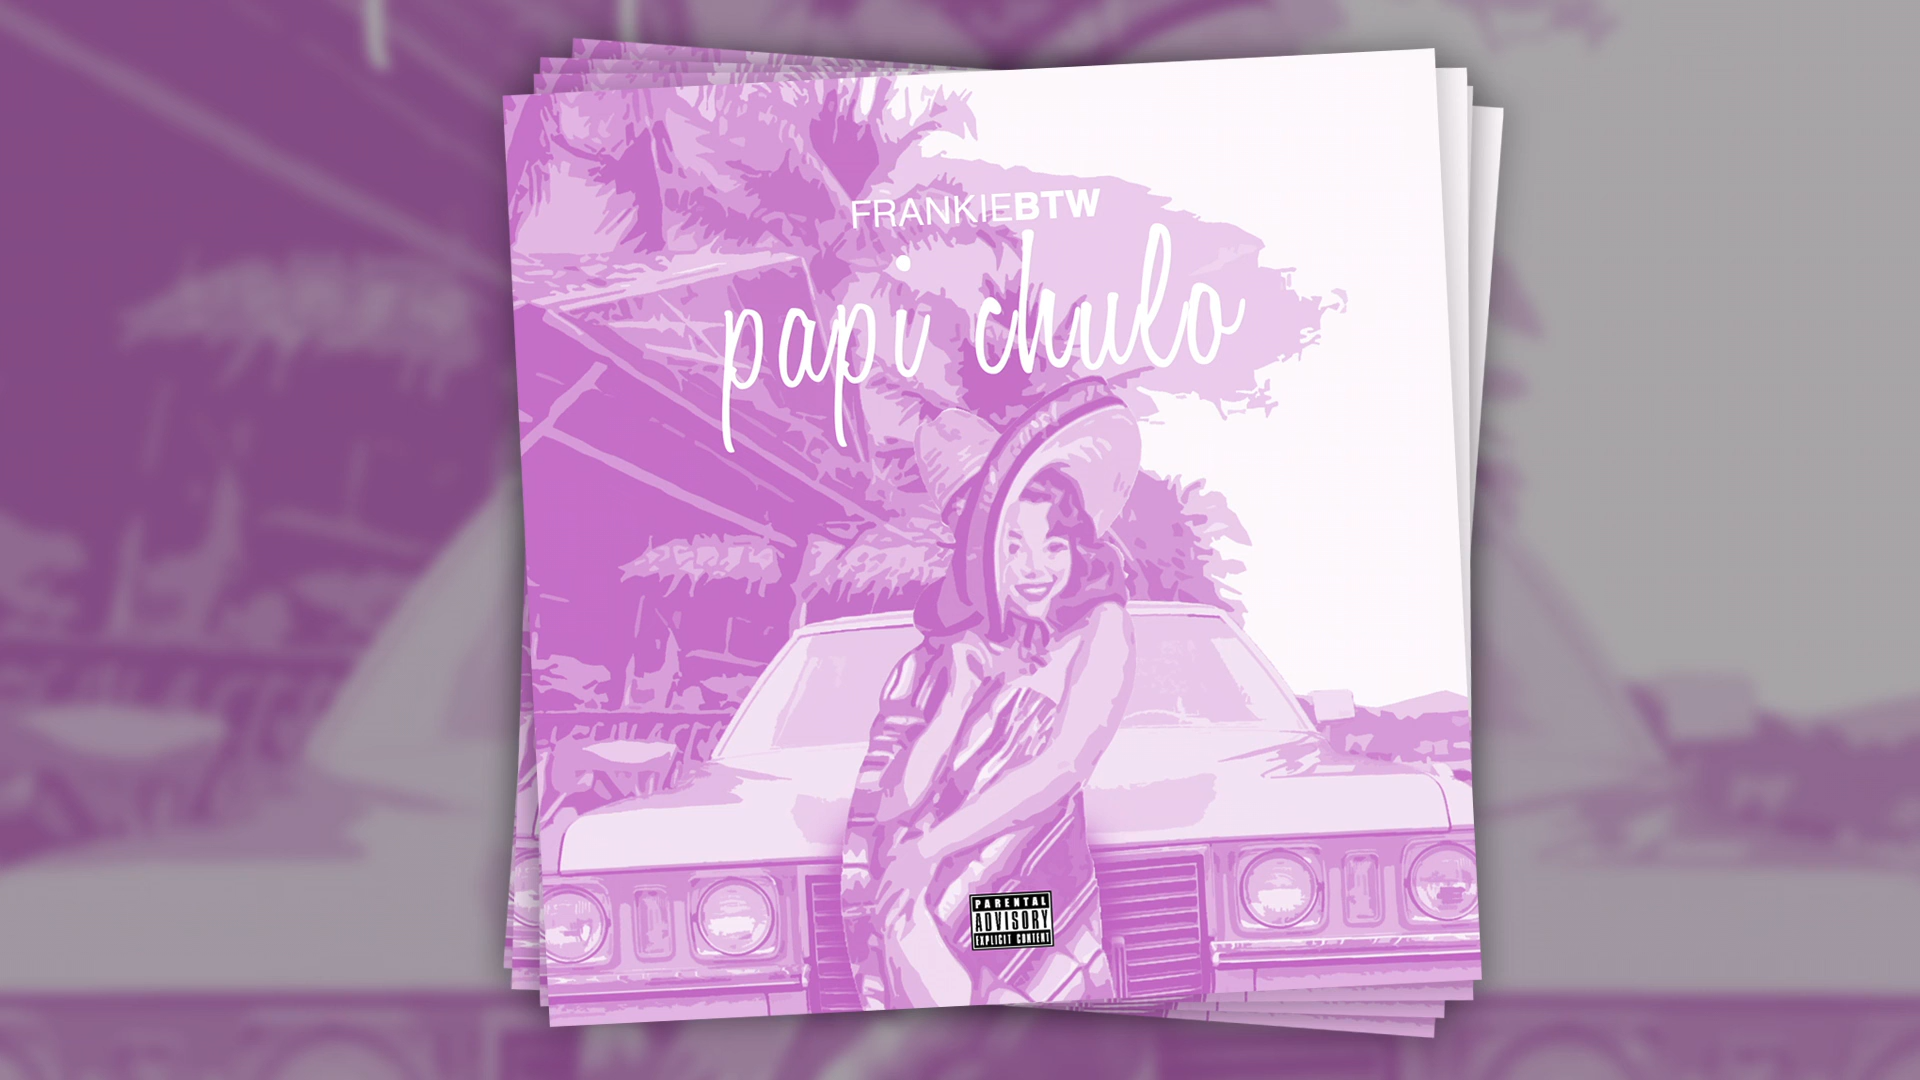 FRANKIEBTW
papi chulo
PARENTAL
ADVISORY
EXPLICIT CONTENT